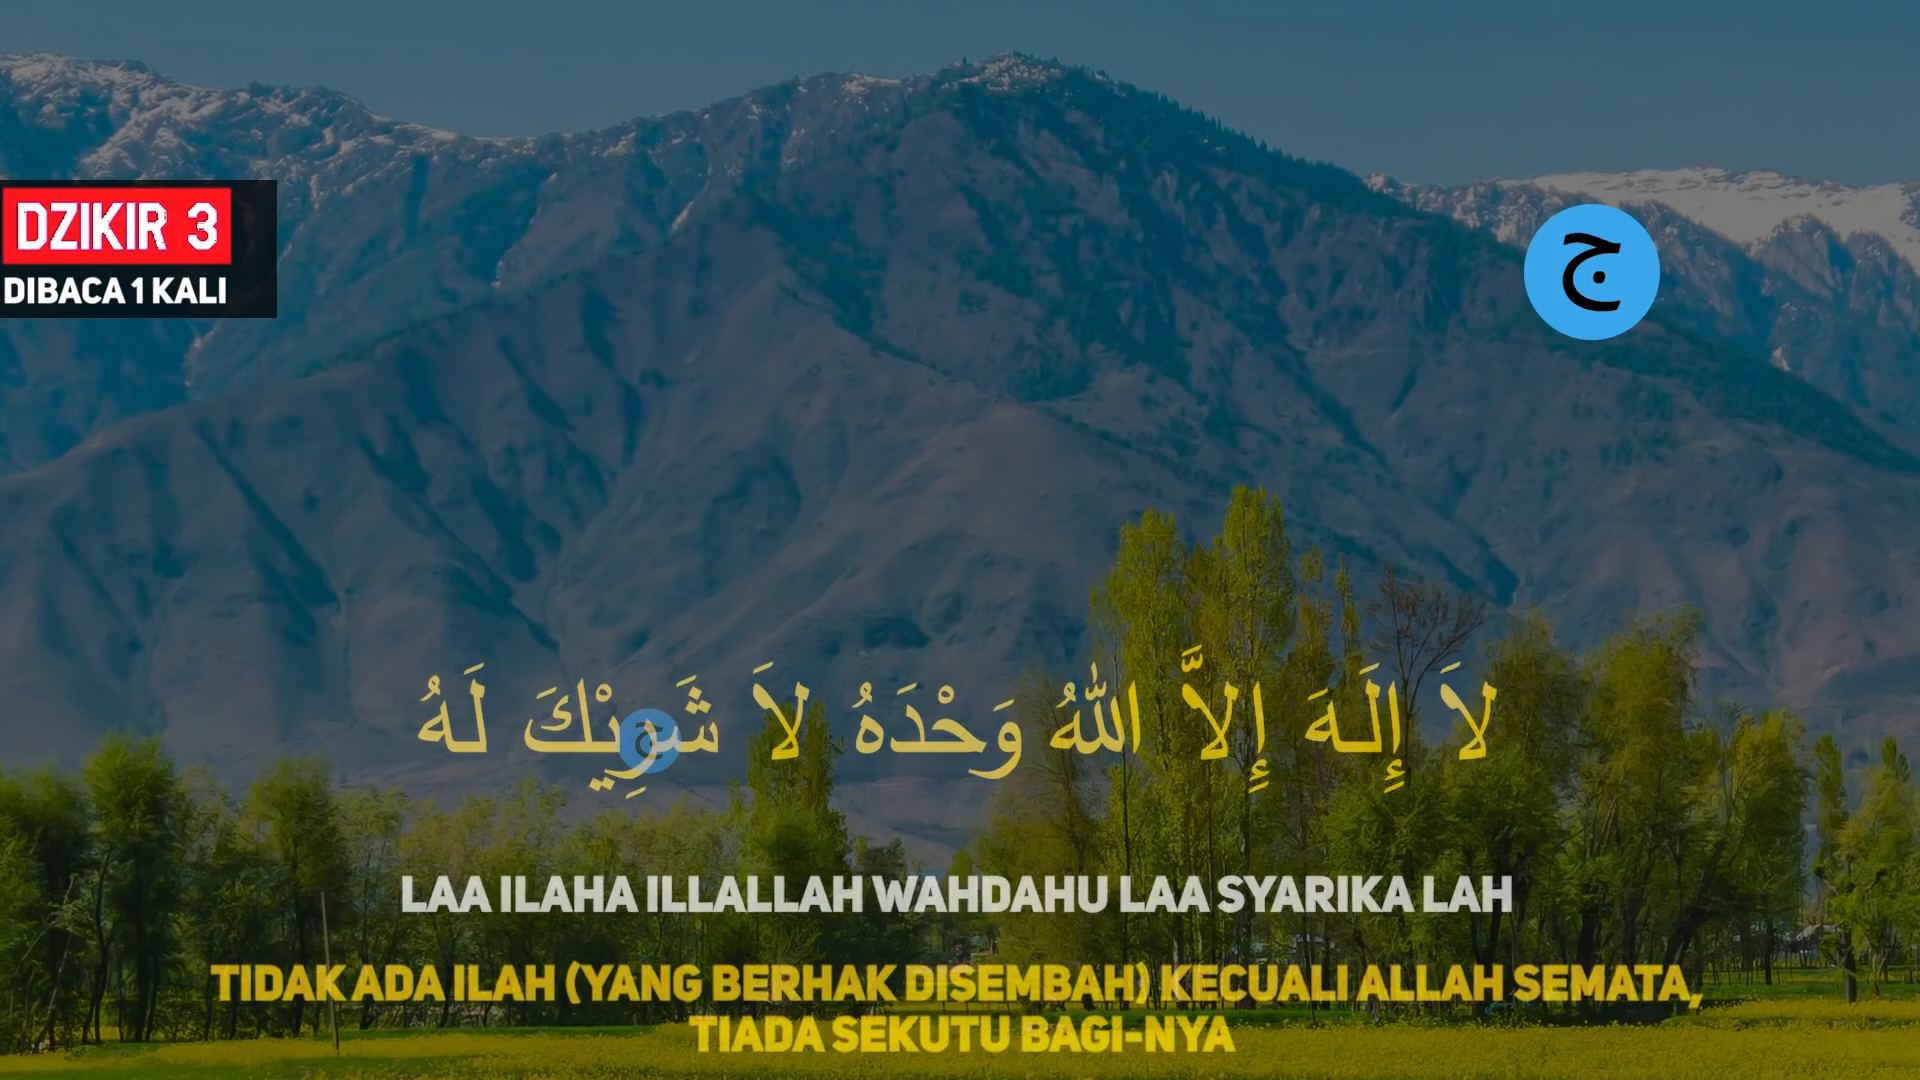 DZIKIR 3
DIBACA 1 KALI
ج
لاَ إِلَهَ إِلاَّ اللهُ وَحْدَهُ لاَ شَرِيْكَ لَهُ
ج
LAA ILAHA ILLALLAH WAHDAHU LAA SYARIKA LAH
TIDAK ADA ILAH (YANG BERHAK DISEMBAH) KECUALI ALLAH SEMATA,
TIADA SEKUTU BAGI-NYA